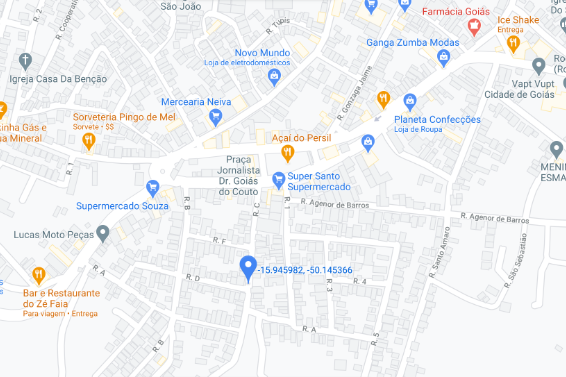 São João
Farmácia Goiás
Ice Shake
Entrega
R. Tupis
R. 2
R. Cooperativa
Novo Mundo
Loja de eletrodomésticos
Ganga Zumba Modas
Igreja Casa Da Benção
R. Gonzaga Jaime
Vapt Vupt
Cidade de Goiás
Mercearia Neiva
Sorveteria Pingo de Mel
Sorvete • $$
Planeta Confecções
Loja de Roupa
inha Gás e
ua Mineral
Açaí do Persil
R. 1
Praça
Jornalista
Dr. Goiás
do Couto
Super Santo
Supermercado
MENIN
ESMA
Supermercado Souza
R. B
R. C
R. 1
R. Agenor de Barros
R. Agenor de Barros
Lucas Moto Peças
R. F
R. Santo Amaro
R. São Sebastião
-15.945982, -50.145366
R. A
R. D
R. 3
R. 4
Bar e Restaurante
do Zé Faia
Para viagem • Entrega
R. A
R. 5
R. B